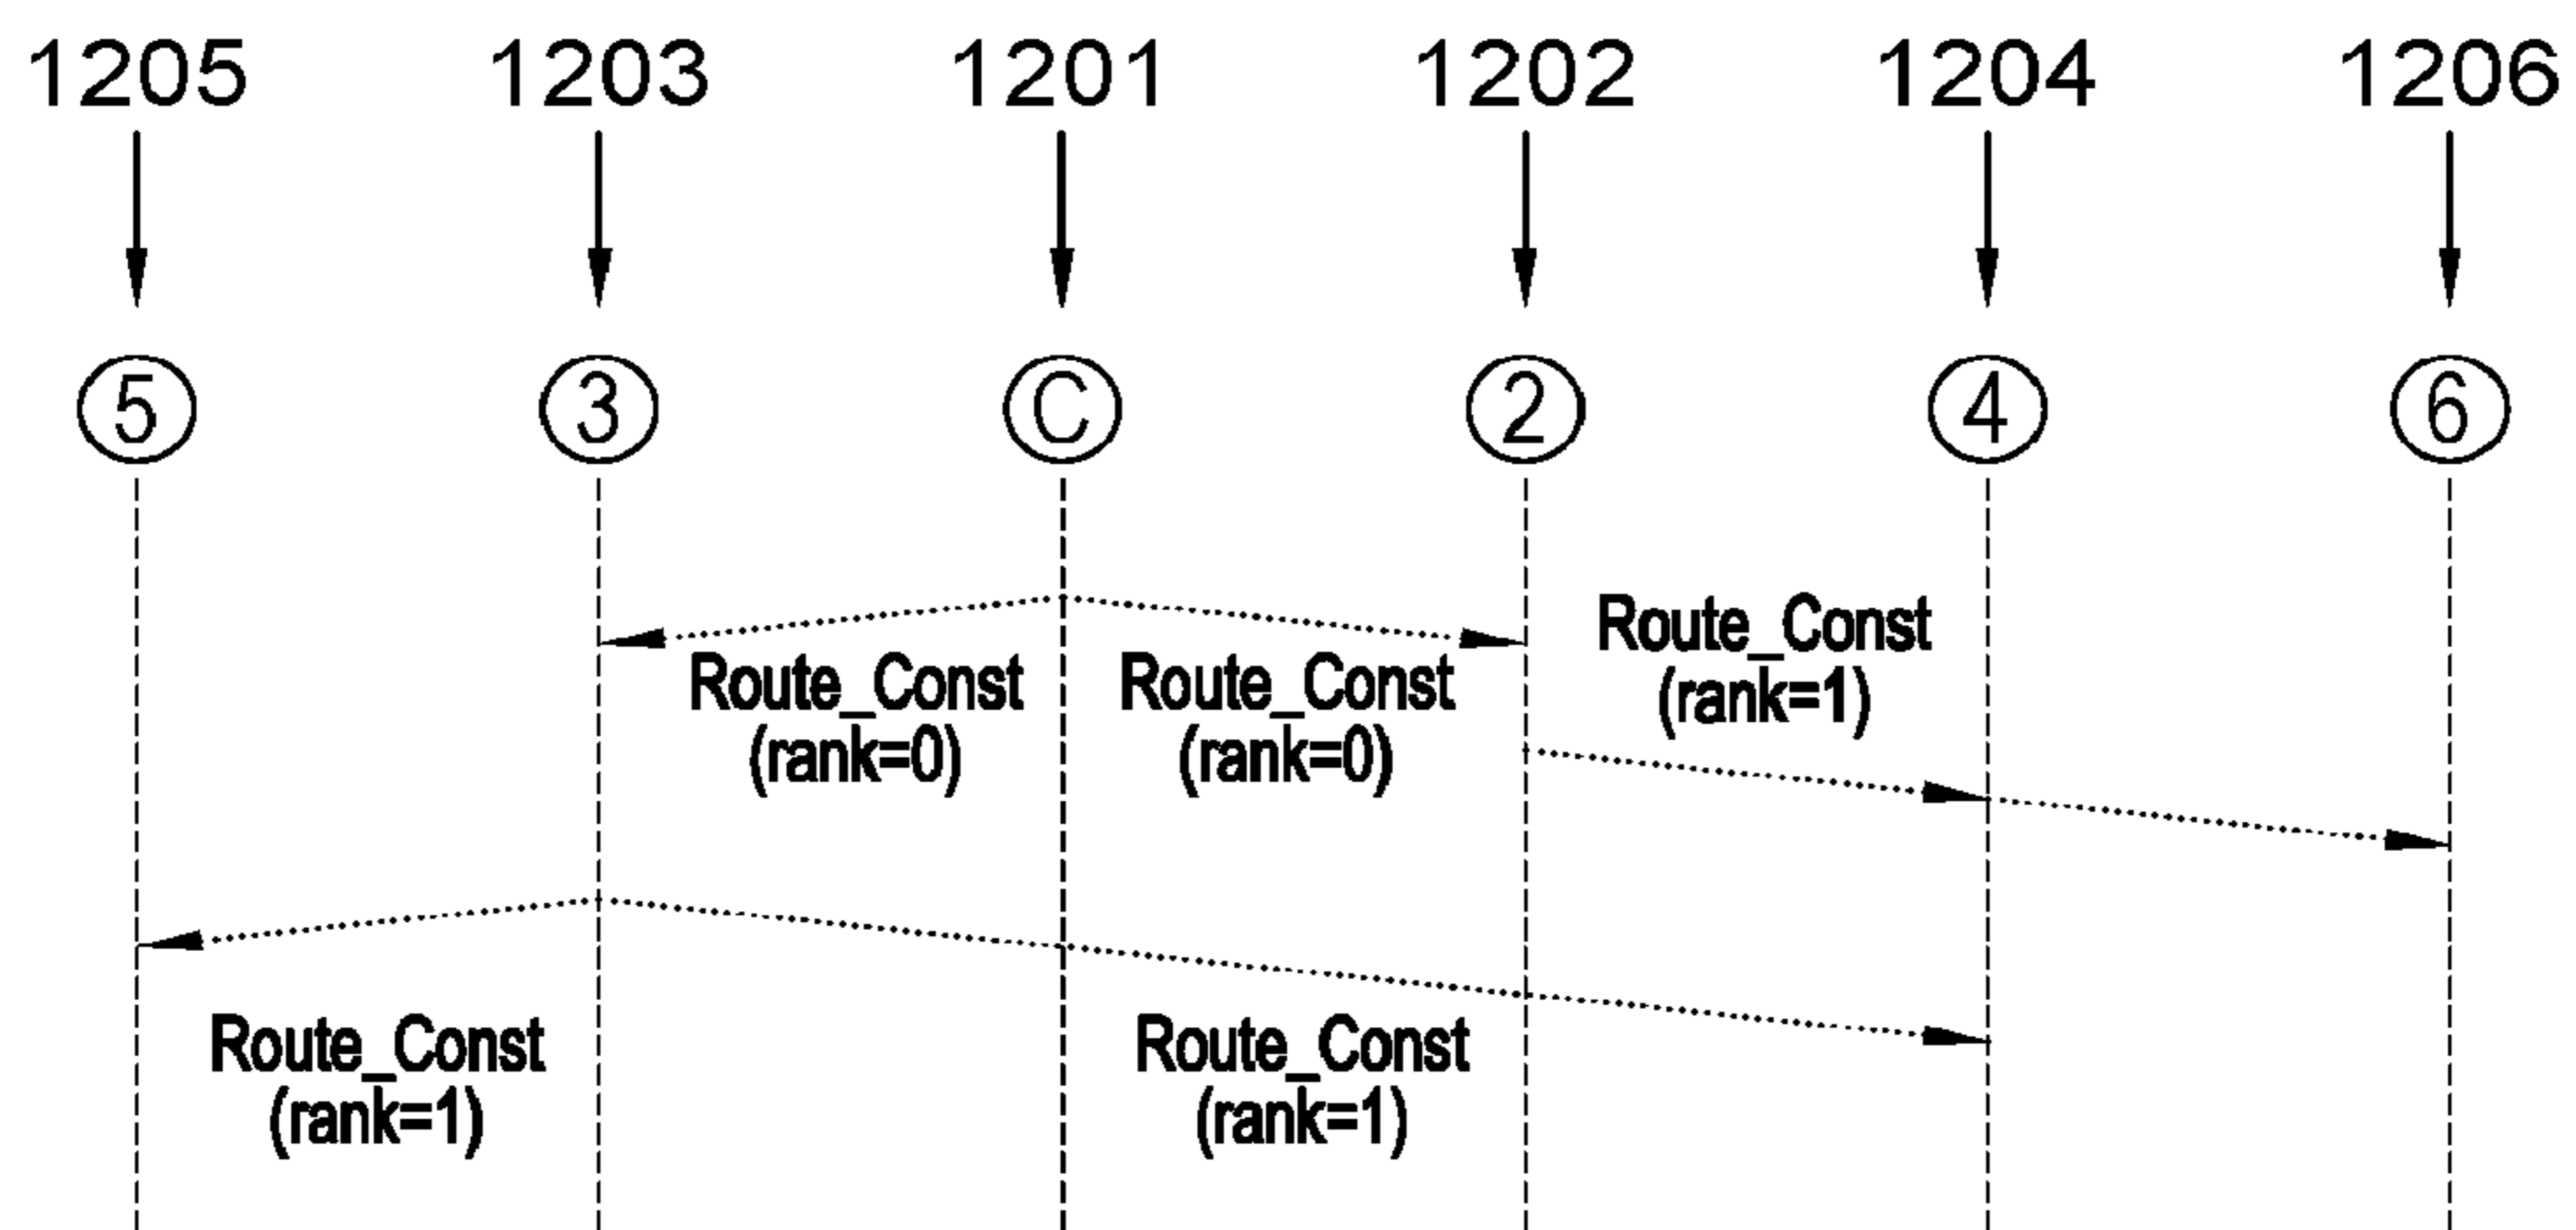 1205 1203 1201 1202 1204 1206
5 3 C 2 4 6
Route_Const
(rank=1)
Route_Const Route_Const
(rank=0) (rank=0)
Route_Const Route_Const
(rank=1) (rank=1)